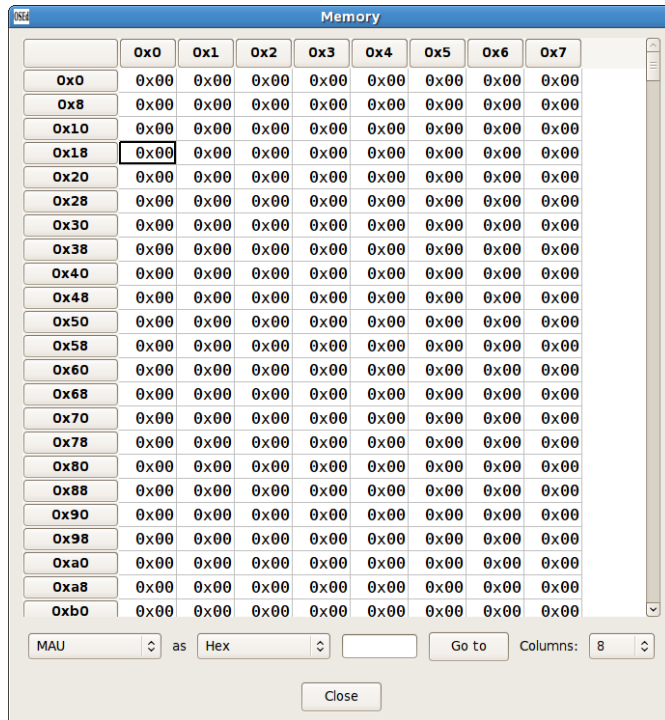 OSEd Memory
0x0 0x1 0x2 0x3 0x4 0x5 0x6 0x7
0x0 0x00 0x00 0x00 0x00 0x00 0x00 0x00 0x00
0x8 0x00 0x00 0x00 0x00 0x00 0x00 0x00 0x00
0x10 0x00 0x00 0x00 0x00 0x00 0x00 0x00 0x00
0x18 0x00 0x00 0x00 0x00 0x00 0x00 0x00 0x00
0x20 0x00 0x00 0x00 0x00 0x00 0x00 0x00 0x00
0x28 0x00 0x00 0x00 0x00 0x00 0x00 0x00 0x00
0x30 0x00 0x00 0x00 0x00 0x00 0x00 0x00 0x00
0x38 0x00 0x00 0x00 0x00 0x00 0x00 0x00 0x00
0x40 0x00 0x00 0x00 0x00 0x00 0x00 0x00 0x00
0x48 0x00 0x00 0x00 0x00 0x00 0x00 0x00 0x00
0x50 0x00 0x00 0x00 0x00 0x00 0x00 0x00 0x00
0x58 0x00 0x00 0x00 0x00 0x00 0x00 0x00 0x00
0x60 0x00 0x00 0x00 0x00 0x00 0x00 0x00 0x00
0x68 0x00 0x00 0x00 0x00 0x00 0x00 0x00 0x00
0x70 0x00 0x00 0x00 0x00 0x00 0x00 0x00 0x00
0x78 0x00 0x00 0x00 0x00 0x00 0x00 0x00 0x00
0x80 0x00 0x00 0x00 0x00 0x00 0x00 0x00 0x00
0x88 0x00 0x00 0x00 0x00 0x00 0x00 0x00 0x00
0x90 0x00 0x00 0x00 0x00 0x00 0x00 0x00 0x00
0x98 0x00 0x00 0x00 0x00 0x00 0x00 0x00 0x00
0xa0 0x00 0x00 0x00 0x00 0x00 0x00 0x00 0x00
0xa8 0x00 0x00 0x00 0x00 0x00 0x00 0x00 0x00
0xb0 0x00 0x00 0x00 0x00 0x00 0x00 0x00 0x00
MAU as Hex Go to Columns: 8
Close